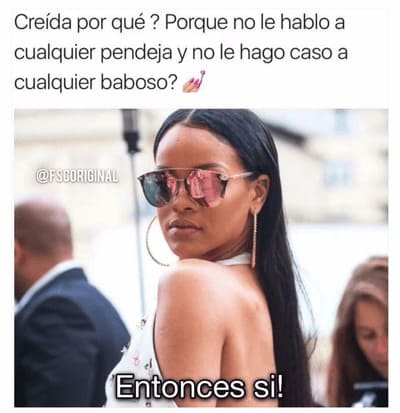 Creída por qué ? Porque no le hablo a
cualquier pendeja y no le hago caso a
cualquier baboso? 💅
@FSCORIGINAL
Entonces si!